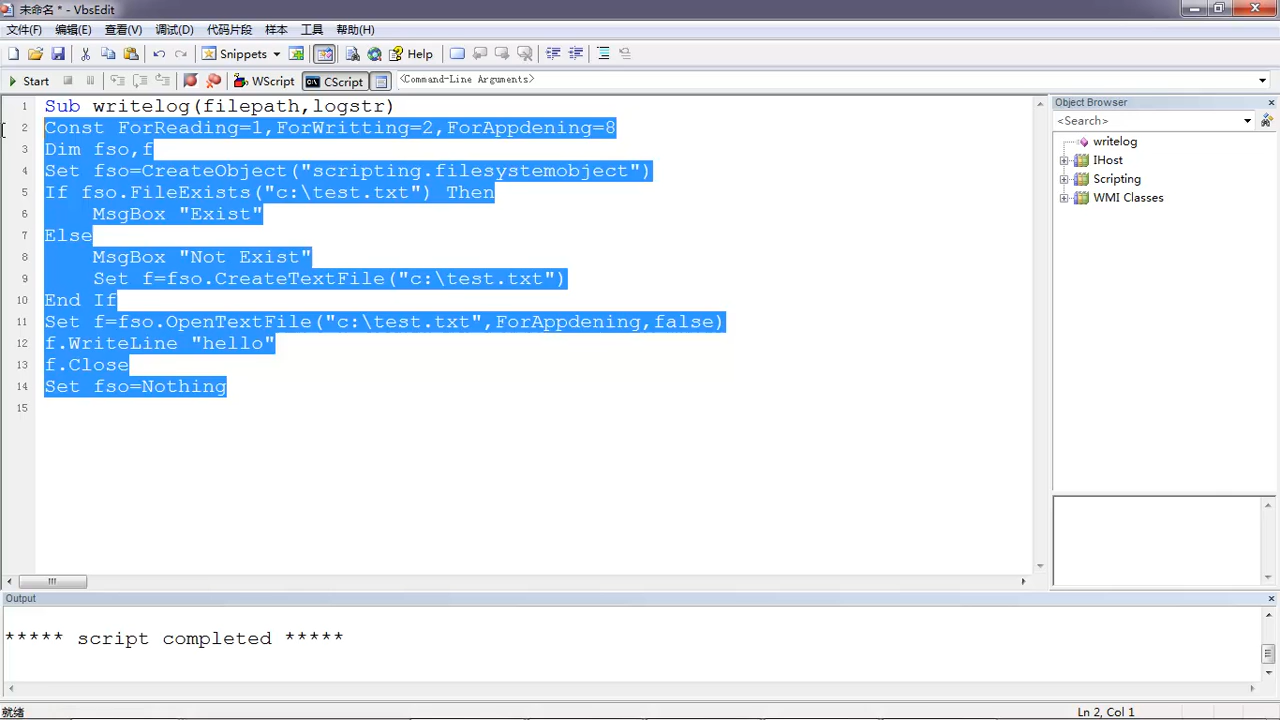 未命名 * - VbsEdit
文件(F) 编辑(E) 查看(V) 调试(D) 代码片段 样本 工具 帮助(H)
Snippets Help
Start WScript CScript <Command-Line Arguments>
1 Sub writelog(filepath,logstr)
2 Const ForReading=1,ForWritting=2,ForAppdening=8
3 Dim fso,f
4 Set fso=CreateObject("scripting.filesystemobject")
5 If fso.FileExists("c:\test.txt") Then
6 MsgBox "Exist"
7 Else
8 MsgBox "Not Exist"
9 Set f=fso.CreateTextFile("c:\test.txt")
10 End If
11 Set f=fso.OpenTextFile("c:\test.txt",ForAppdening,false)
12 f.WriteLine "hello"
13 f.Close
14 Set fso=Nothing
15
Object Browser
<Search>
writelog
IHost
Scripting
WMI Classes
Output
***** script completed *****
就绪 Ln 2, Col 1